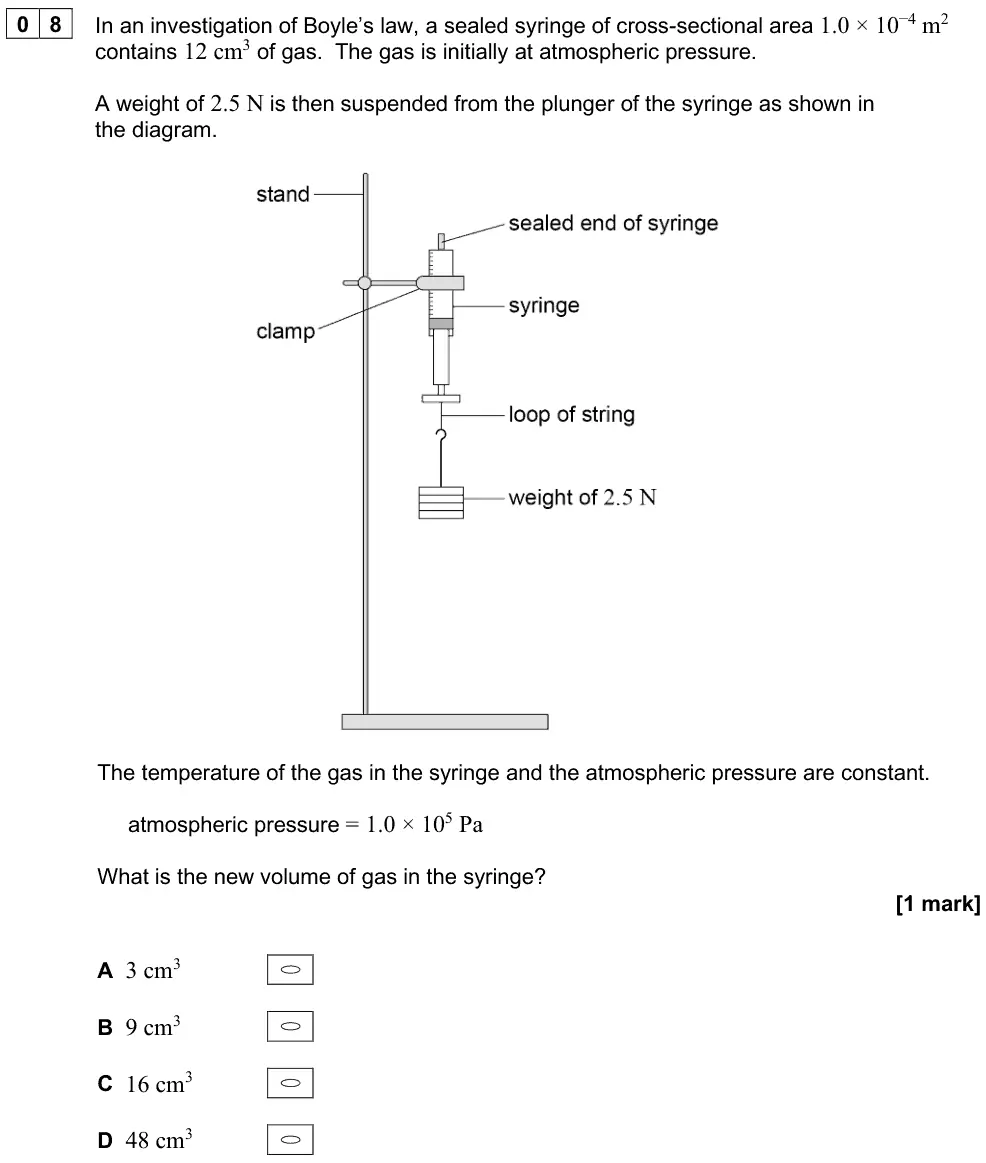 0 8 In an investigation of Boyle’s law, a sealed syringe of cross-sectional area 1.0 × 10⁻⁴ m²
contains 12 cm³ of gas. The gas is initially at atmospheric pressure.
A weight of 2.5 N is then suspended from the plunger of the syringe as shown in
the diagram.
stand
sealed end of syringe
syringe
clamp
loop of string
weight of 2.5 N
The temperature of the gas in the syringe and the atmospheric pressure are constant.
atmospheric pressure = 1.0 × 10⁵ Pa
What is the new volume of gas in the syringe?
[1 mark]
A 3 cm³
B 9 cm³
C 16 cm³
D 48 cm³